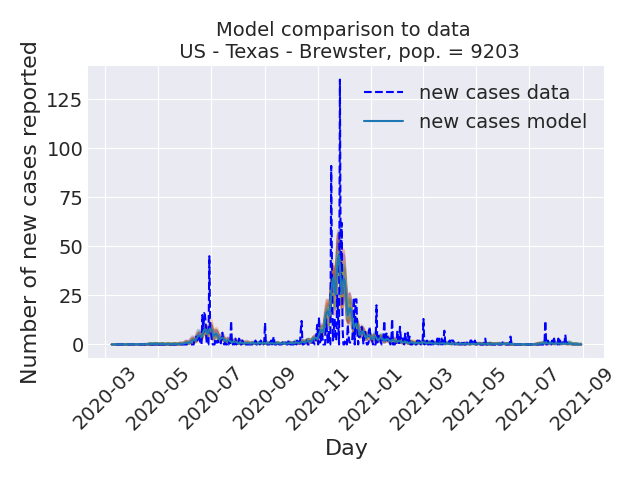 Model comparison to data
US - Texas - Brewster, pop. = 9203
Number of new cases reported
125
100
75
50
25
0
new cases data
new cases model
2020-03
2020-05
2020-07
2020-09
2020-11
2021-01
2021-03
2021-05
2021-07
2021-09
Day